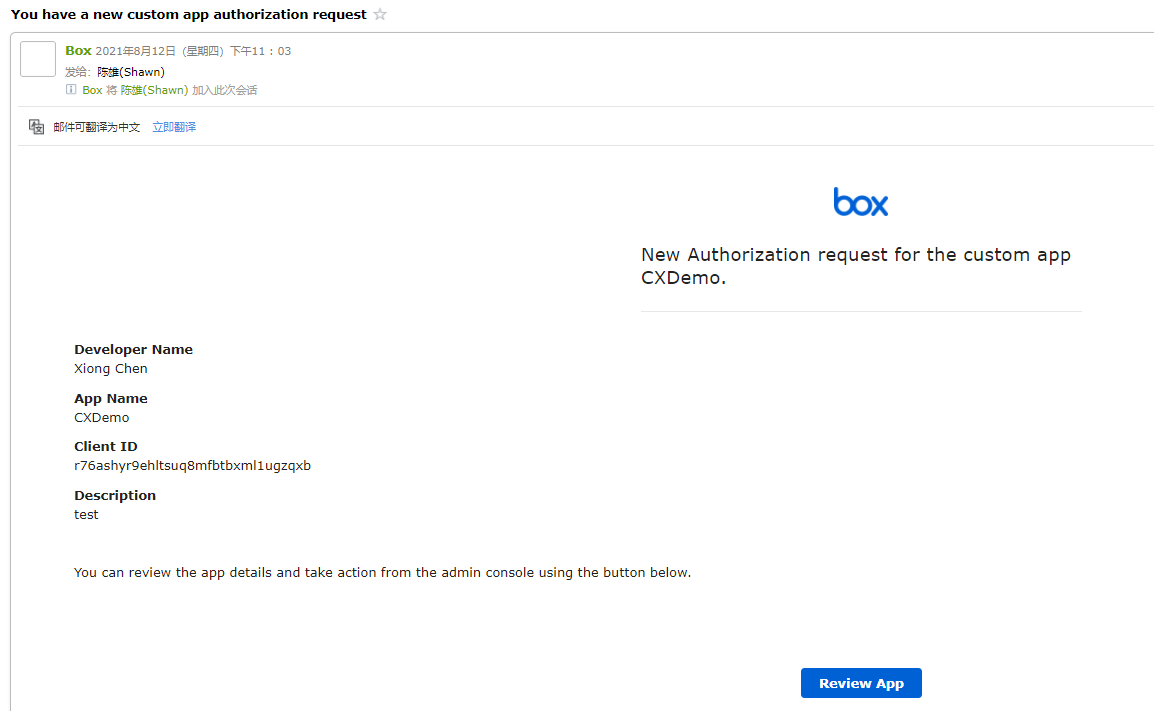 You have a new custom app authorization request
Box 2021年8月12日 (星期四) 下午11：03
发给: 陈雄(Shawn)
Box 将 陈雄(Shawn) 加入此次会话
邮件可翻译为中文 立即翻译
box
New Authorization request for the custom app
CXDemo.
Developer Name
Xiong Chen
App Name
CXDemo
Client ID
r76ashyr9ehltsuq8mfbtbxml1ugzqxb
Description
test
You can review the app details and take action from the admin console using the button below.
Review App